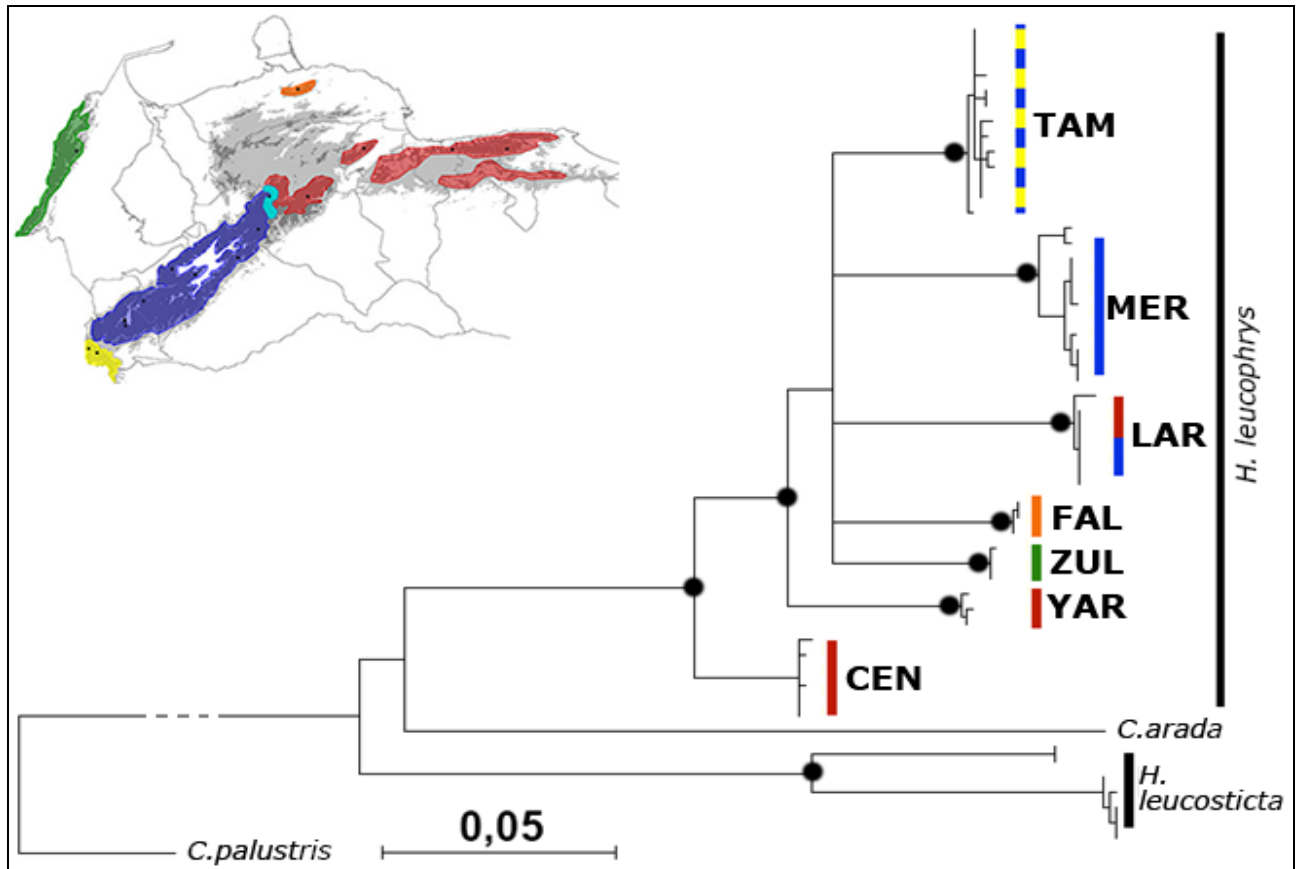 TAM
MER
H. leucophrys
LAR
FAL
ZUL
YAR
CEN
C.arada
H.
leucosticta
0,05
C.palustris